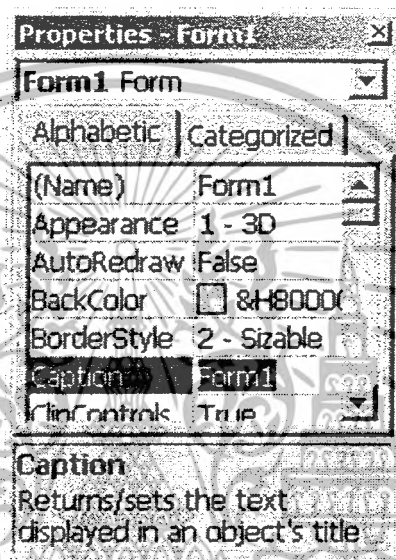 Properties - Form1
Form1 Form
Alphabetic Categorized
(Name) Form1
Appearance 1 - 3D
AutoRedraw False
BackColor &H8000(
BorderStyle 2 - Sizable
Caption Form1
ClipControls True
Caption
Returns/sets the text
displayed in an object's title